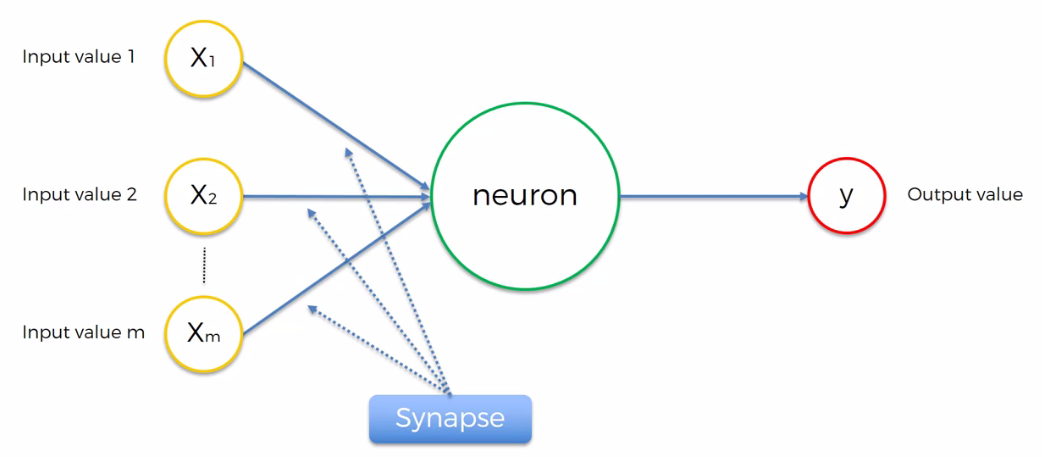 Input value 1
X₁
Input value 2
X₂
neuron
y
Output value
Input value m
Xₘ
Synapse